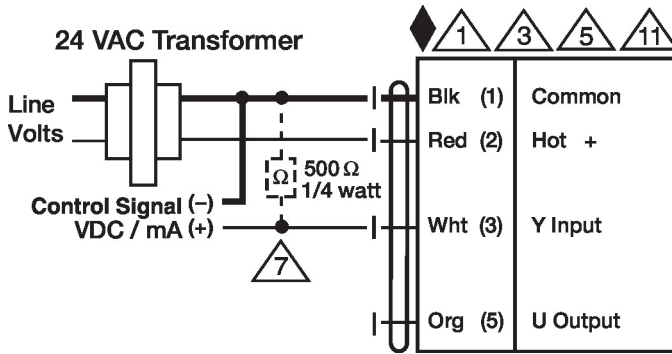 24 VAC Transformer
1 3 5 11
Line
Volts
Blk (1) Common
Red (2) Hot +
Ω 500 Ω
1/4 watt
Control Signal (−)
VDC / mA (+)
Wht (3) Y Input
7
Org (5) U Output